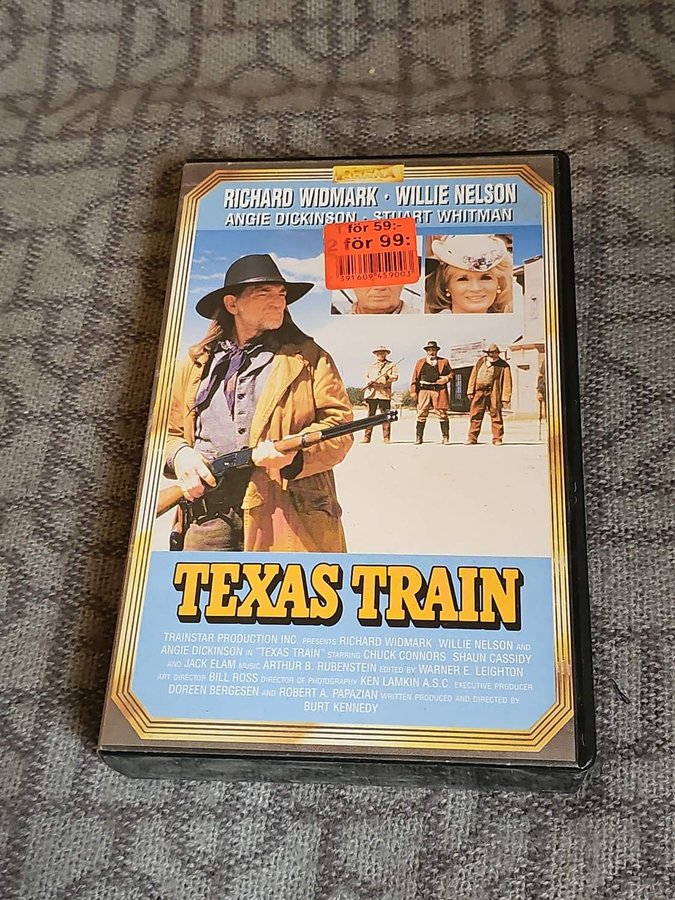 ARENA
RICHARD WIDMARK · WILLIE NELSON
ANGIE DICKINSON · STUART WHITMAN
1 för 59:-
2 för 99:
391609 459003
TEXAS TRAIN
TRAINSTAR PRODUCTION INC. PRESENTS RICHARD WIDMARK WILLIE NELSON AND
ANGIE DICKINSON IN "TEXAS TRAIN" STARRING CHUCK CONNORS SHAUN CASSIDY
AND JACK ELAM MUSIC ARTHUR B. RUBENSTEIN EDITED BY WARNER E. LEIGHTON
ART DIRECTOR BILL ROSS DIRECTOR OF PHOTOGRAPHY KEN LAMKIN A.S.C. EXECUTIVE PRODUCER
DOREEN BERGESEN AND ROBERT A. PAPAZIAN WRITTEN PRODUCED AND DIRECTED BY
BURT KENNEDY